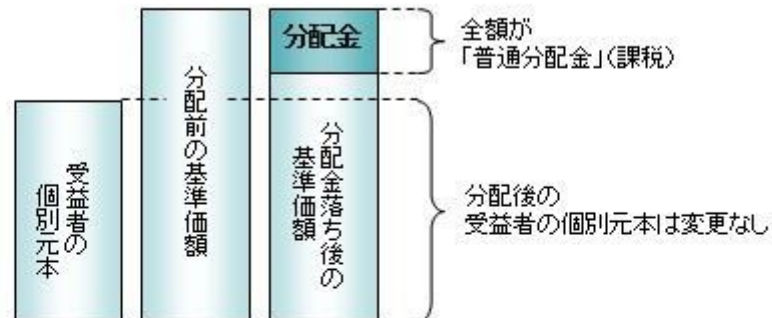 受益者の
個別元本
分配前の基準価額
分配金
分配金落ち後の
基準価額
全額が
「普通分配金」(課税)
分配後の
受益者の個別元本は変更なし